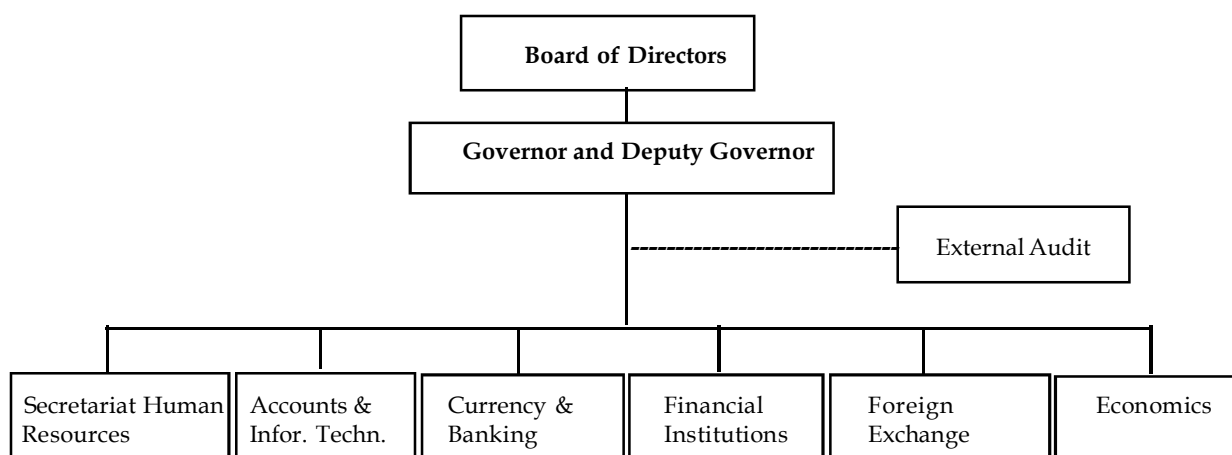 Board of Directors
Governor and Deputy Governor
External Audit
Secretariat Human
Resources
Accounts &
Infor. Techn.
Currency &
Banking
Financial
Institutions
Foreign
Exchange
Economics